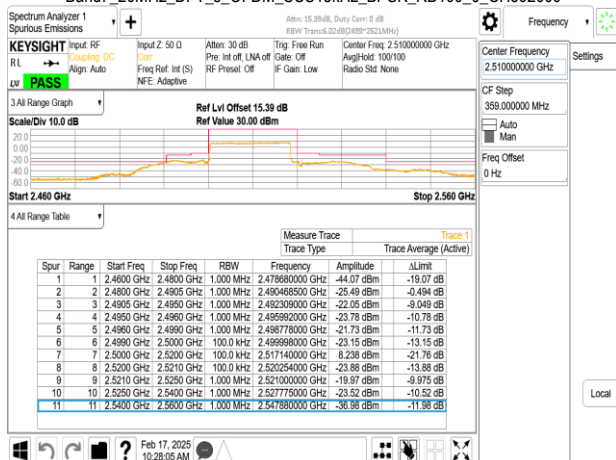 Spectrum Analyzer 1
Spurious Emissions
Attn: 15.39dB, Duty Corr: 0 dB
RBW Trans:6.02dB(2499~2521MHz)
Frequency
Settings
KEYSIGHT
RL
PASS
Input: RF
Coupling: DC
Align: Auto
Input Z: 50 Ω
Corr
Freq Ref: Int (S)
NFE: Adaptive
Atten: 30 dB
Pre: Int off, LNA off
RF Preset: Off
Trig: Free Run
Gate: Off
IF Gain: Low
Center Freq: 2.510000000 GHz
Avg|Hold: 100/100
Radio Std: None
Center Frequency
2.510000000 GHz
CF Step
359.000000 MHz
Auto
Man
Freq Offset
0 Hz
3 All Range Graph
Scale/Div 10.0 dB
Ref Lvl Offset 15.39 dB
Ref Value 30.00 dBm
20.0
0.00
-20.0
-40.0
-60.0
Start 2.460 GHz
Stop 2.560 GHz
4 All Range Table
Measure Trace Trace 1
Trace Type Trace Average (Active)
Spur Range Start Freq Stop Freq RBW Frequency Amplitude ΔLimit
1 1 2.4600 GHz 2.4800 GHz 1.000 MHz 2.478680000 GHz -44.07 dBm -19.07 dB
2 2 2.4800 GHz 2.4905 GHz 1.000 MHz 2.490468500 GHz -25.49 dBm -0.494 dB
3 3 2.4905 GHz 2.4950 GHz 1.000 MHz 2.492309000 GHz -22.05 dBm -9.049 dB
4 4 2.4950 GHz 2.4960 GHz 1.000 MHz 2.495992000 GHz -23.78 dBm -10.78 dB
5 5 2.4960 GHz 2.4990 GHz 1.000 MHz 2.498778000 GHz -21.73 dBm -11.73 dB
6 6 2.4990 GHz 2.5000 GHz 100.0 kHz 2.499998000 GHz -23.15 dBm -13.15 dB
7 7 2.5000 GHz 2.5200 GHz 100.0 kHz 2.517140000 GHz 8.238 dBm -21.76 dB
8 8 2.5200 GHz 2.5210 GHz 100.0 kHz 2.520254000 GHz -23.88 dBm -13.88 dB
9 9 2.5210 GHz 2.5250 GHz 1.000 MHz 2.521000000 GHz -19.97 dBm -9.975 dB
10 10 2.5250 GHz 2.5400 GHz 1.000 MHz 2.527775000 GHz -23.52 dBm -10.52 dB
11 11 2.5400 GHz 2.5600 GHz 1.000 MHz 2.547880000 GHz -36.98 dBm -11.98 dB
Local
Feb 17, 2025
10:28:05 AM